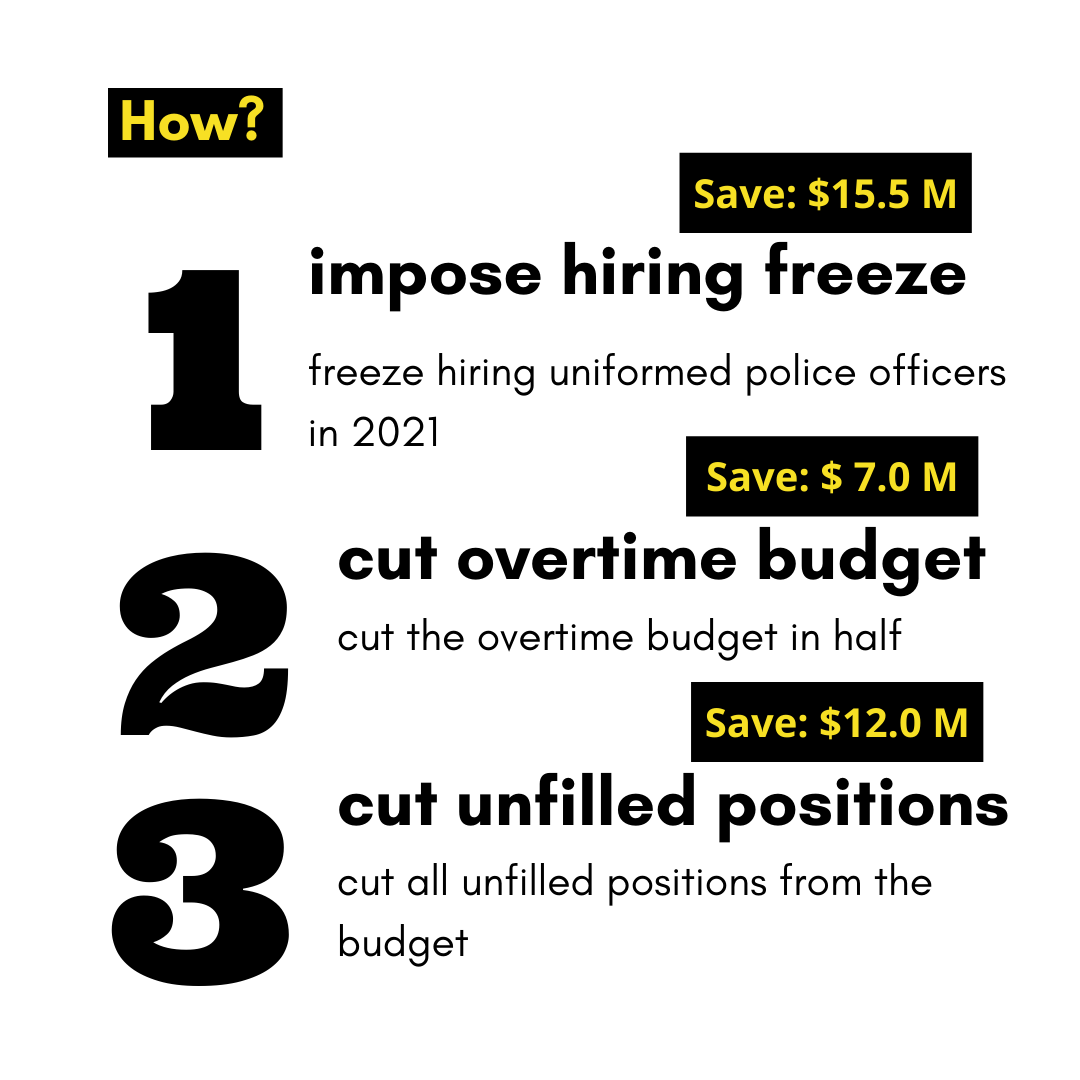 How?
Save: $15.5 M
1
impose hiring freeze
freeze hiring uniformed police officers
in 2021
Save: $ 7.0 M
2
cut overtime budget
cut the overtime budget in half
Save: $12.0 M
3
cut unfilled positions
cut all unfilled positions from the
budget